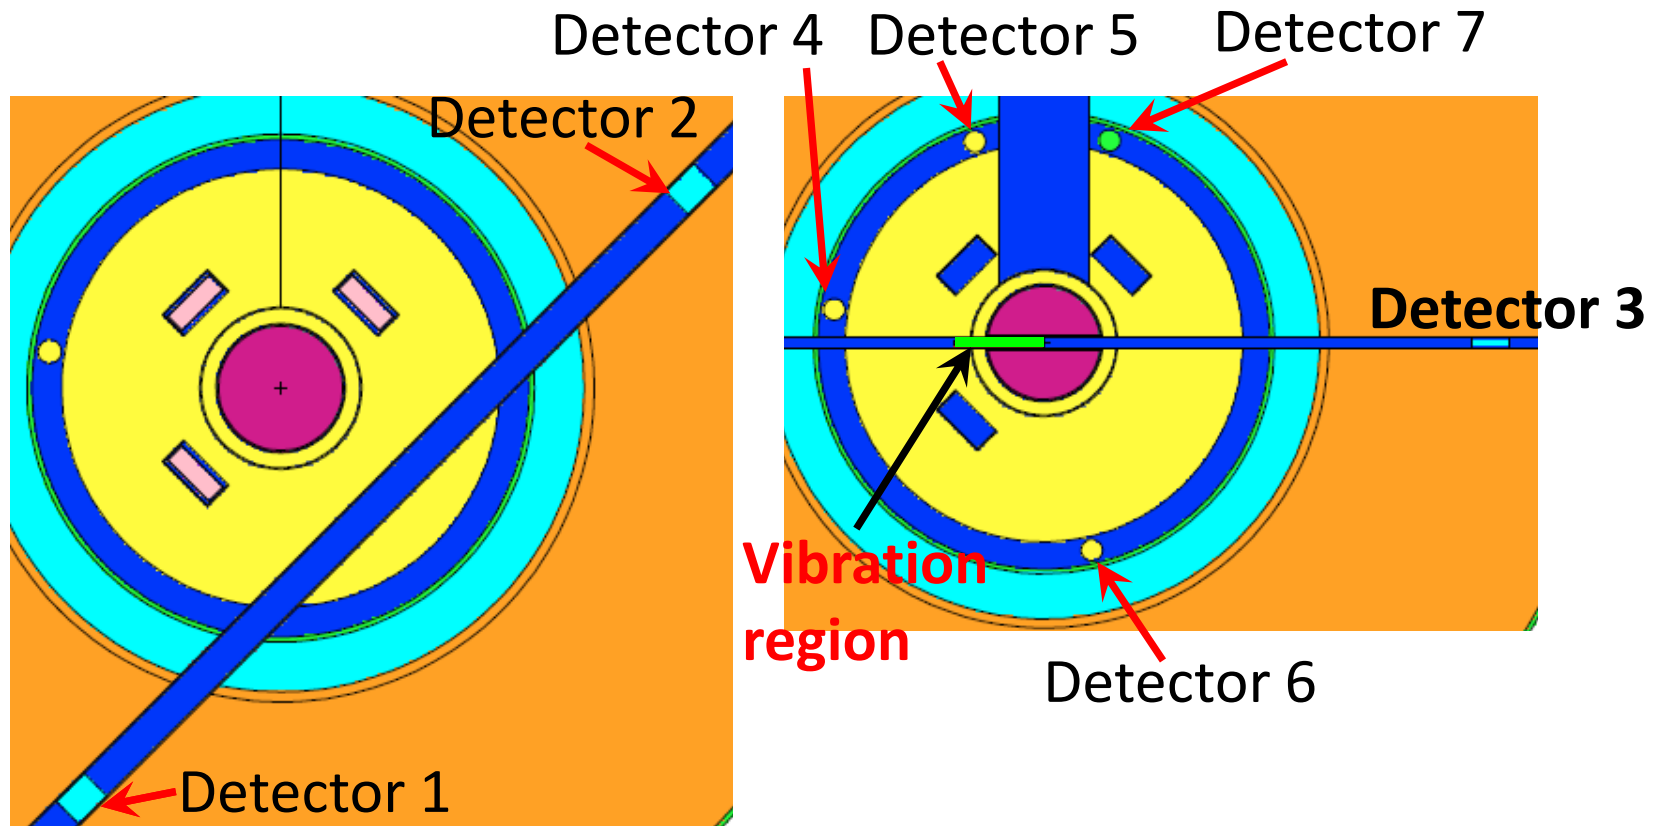 Detector 4
Detector 5
Detector 7
Detector 2
Detector 3
Vibration
region
Detector 6
Detector 1